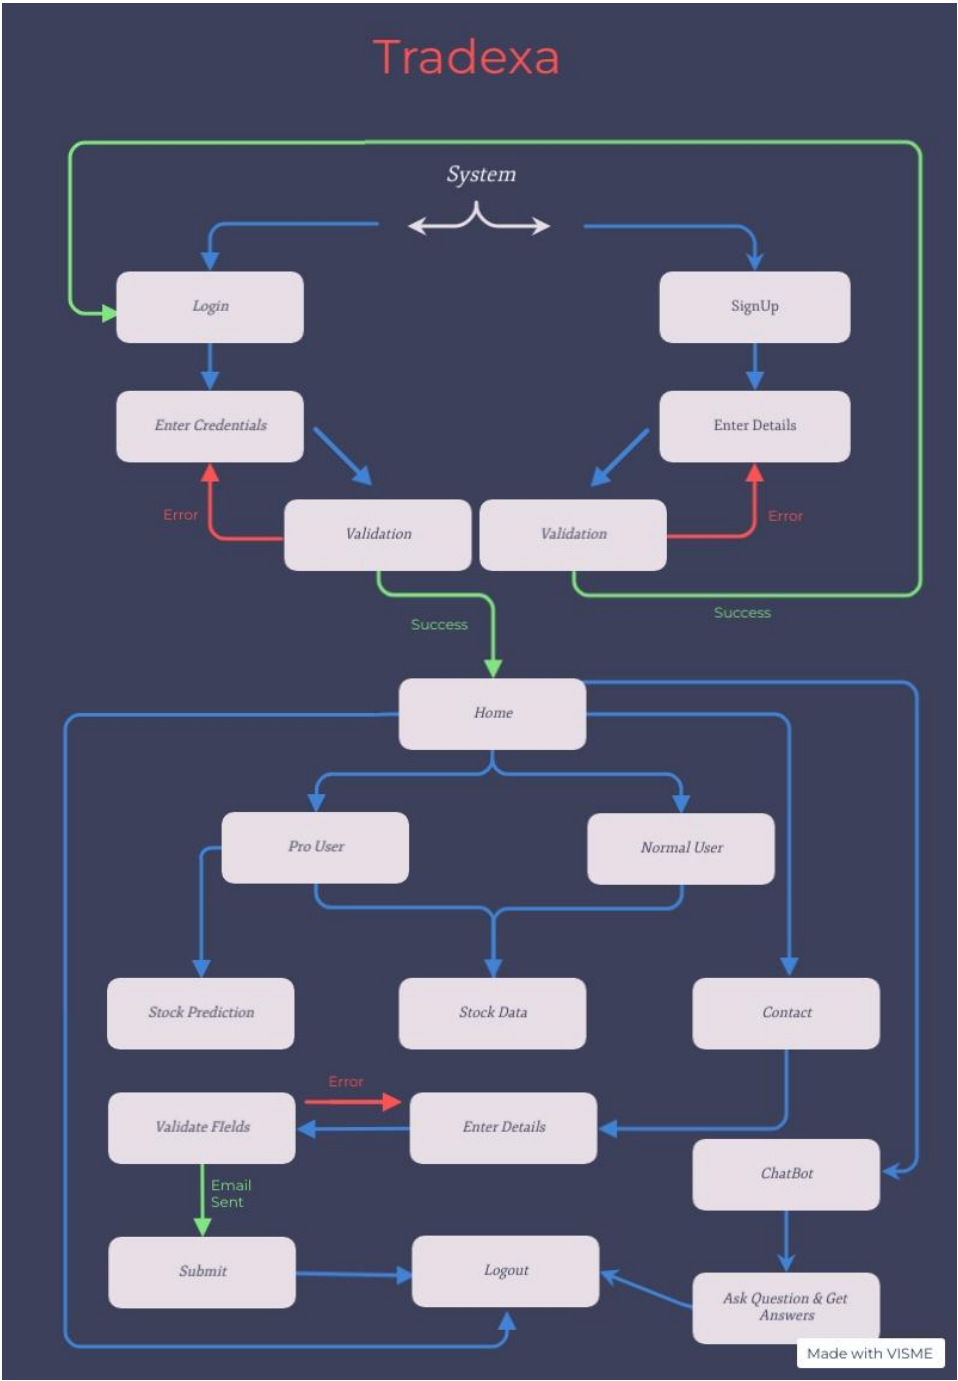 Tradexa
System
Login
SignUp
Enter Credentials
Enter Details
Error
Error
Validation
Validation
Success
Success
Home
Pro User
Normal User
Stock Prediction
Stock Data
Contact
Error
Validate FIelds
Enter Details
ChatBot
Email
Sent
Submit
Logout
Ask Question & Get
Answers
Made with VISME